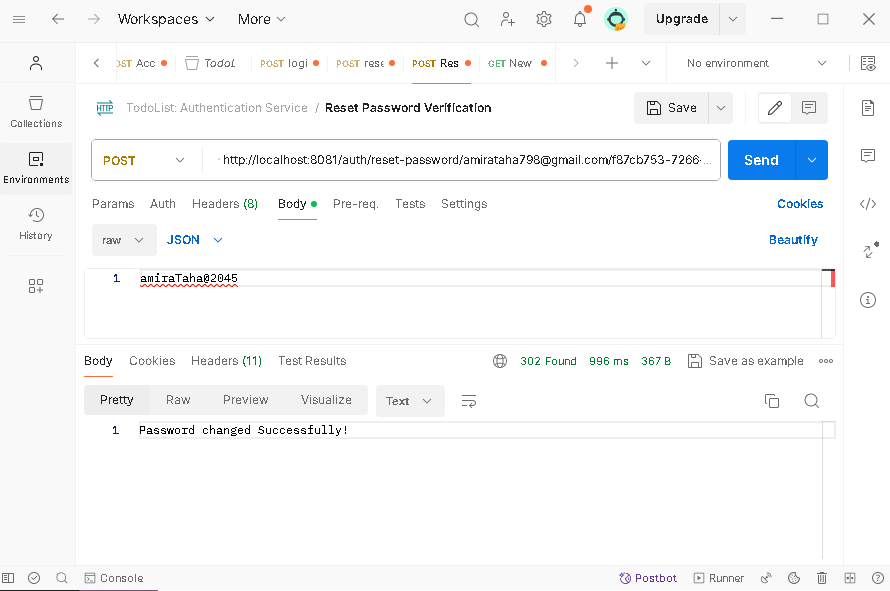 Workspaces More Upgrade
OST Acc TodoL POST logi POST rese POST Res GET New No environment
HTTP TodoList: Authentication Service / Reset Password Verification Save
Collections
Environments
History
POST http://localhost:8081/auth/reset-password/amirataha798@gmail.com/f87cb753-7266-... Send
Params Auth Headers (8) Body Pre-req. Tests Settings Cookies
raw JSON Beautify
1 amiraTaha@2045
Body Cookies Headers (11) Test Results 302 Found 996 ms 367 B Save as example
Pretty Raw Preview Visualize Text
1 Password changed Successfully!
Console Postbot Runner